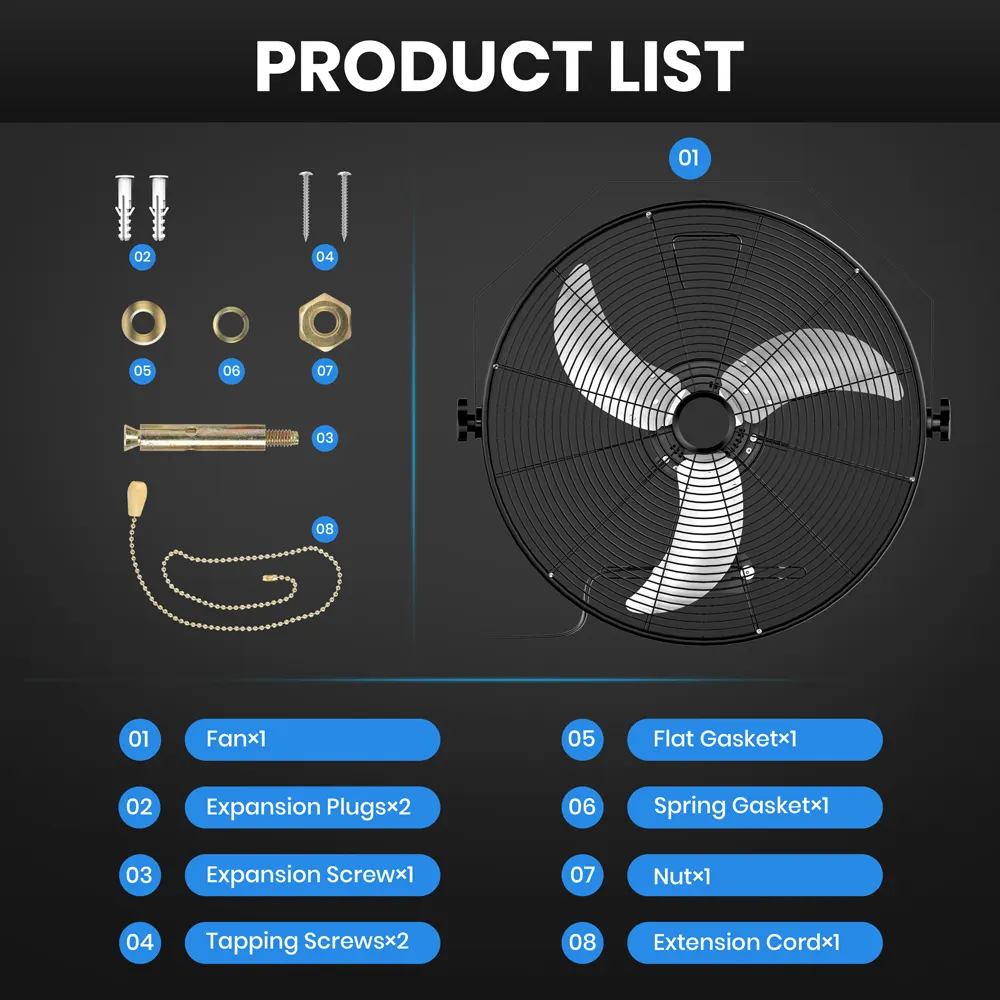 PRODUCT LIST
01
02
04
05
06
07
03
08
01 Fan×1
02 Expansion Plugs×2
03 Expansion Screw×1
04 Tapping Screws×2
05 Flat Gasket×1
06 Spring Gasket×1
07 Nut×1
08 Extension Cord×1